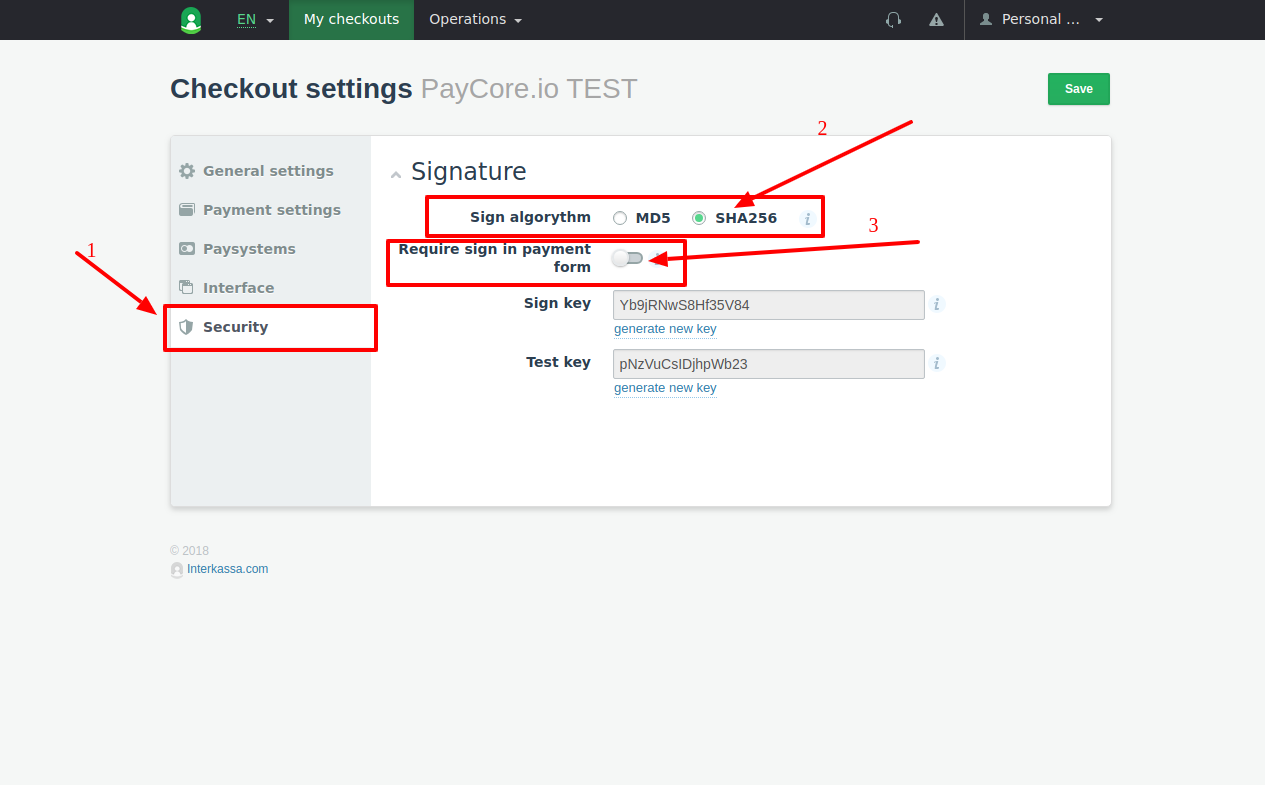 EN
My checkouts
Operations
Personal ...
Checkout settings PayCore.io TEST
Save
General settings
Payment settings
Paysystems
Interface
Security
1
Signature
2
Sign algorythm
MD5
SHA256
i
3
Require sign in payment
form
Sign key
Yb9jRNwS8Hf35V84
i
generate new key
Test key
pNzVuCsIDjhpWb23
i
generate new key
© 2018
Interkassa.com